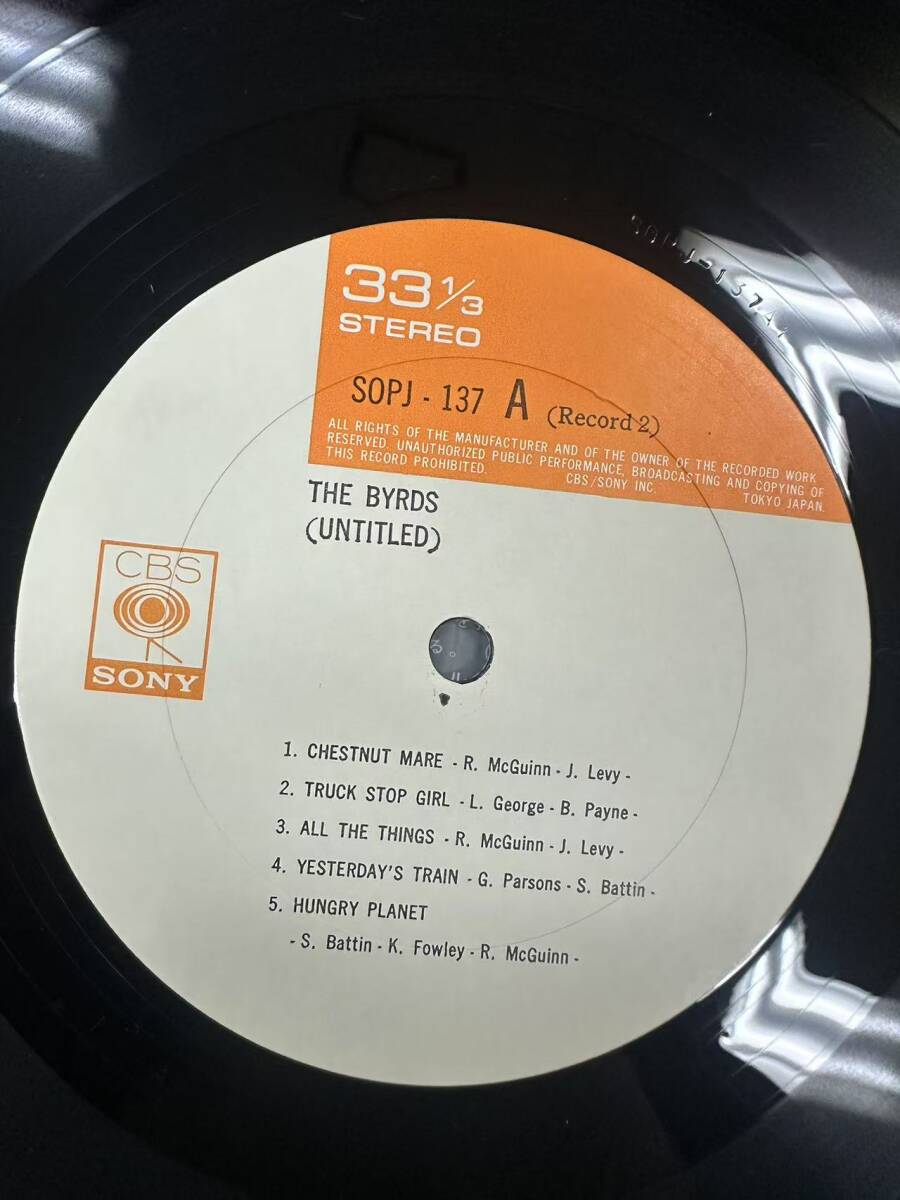 33 1/3
STEREO
SOPJ - 137 A (Record 2)
ALL RIGHTS OF THE MANUFACTURER AND OF THE OWNER OF THE RECORDED WORK
RESERVED. UNAUTHORIZED PUBLIC PERFORMANCE, BROADCASTING AND COPYING OF
THIS RECORD PROHIBITED. CBS/SONY INC. TOKYO JAPAN.
THE BYRDS
(UNTITLED)
CBS
SONY
1. CHESTNUT MARE - R. McGuinn - J. Levy -
2. TRUCK STOP GIRL - L. George - B. Payne -
3. ALL THE THINGS - R. McGuinn - J. Levy -
4. YESTERDAY'S TRAIN - G. Parsons - S. Battin -
5. HUNGRY PLANET
- S. Battin - K. Fowley - R. McGuinn -